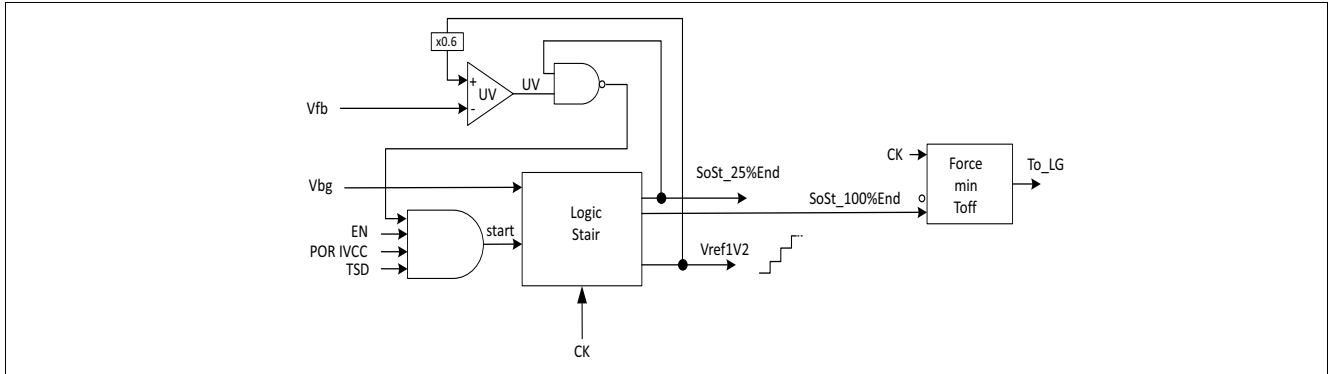 x0.6
+
UV
-
UV
Vfb
Vbg
EN
POR IVCC
TSD
start
Logic
Stair
CK
SoSt_25%End
SoSt_100%End
Vref1V2
CK
Force
min
Toff
To_LG